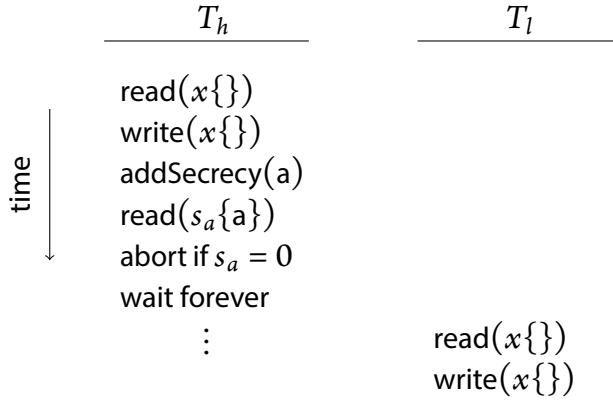 T_h T_l
read(x{})
write(x{})
addSecrecy(a)
read(s_a{a})
abort if s_a = 0
wait forever
⋮ read(x{})
write(x{})
time